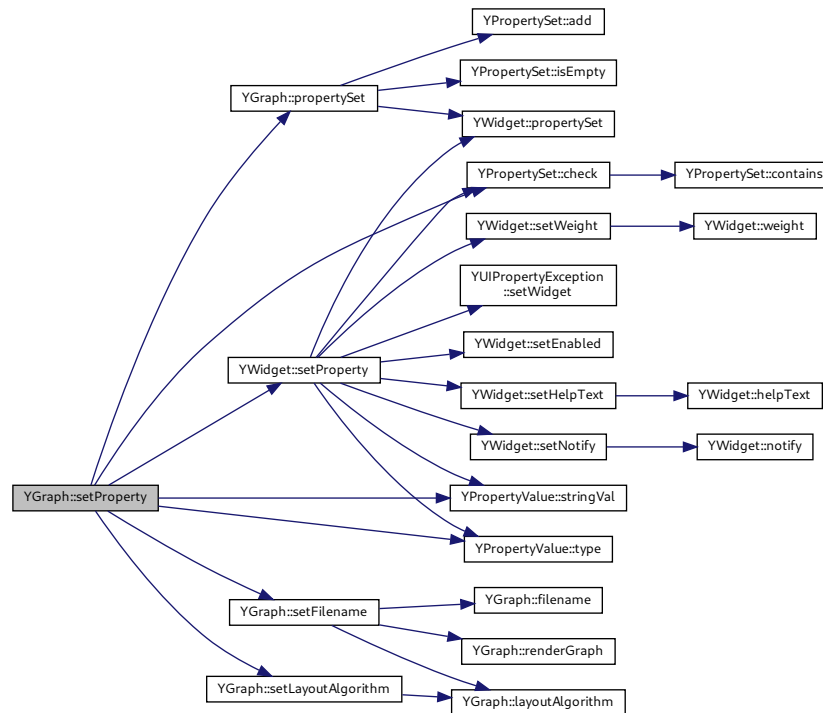 YPropertySet::add
YPropertySet::isEmpty
YGraph::propertySet
YWidget::propertySet
YPropertySet::check
YPropertySet::contains
YWidget::setWeight
YWidget::weight
YUIPropertyException
::setWidget
YWidget::setEnabled
YWidget::setProperty
YWidget::setHelpText
YWidget::helpText
YWidget::setNotify
YWidget::notify
YGraph::setProperty
YPropertyValue::stringVal
YPropertyValue::type
YGraph::filename
YGraph::setFilename
YGraph::renderGraph
YGraph::setLayoutAlgorithm
YGraph::layoutAlgorithm